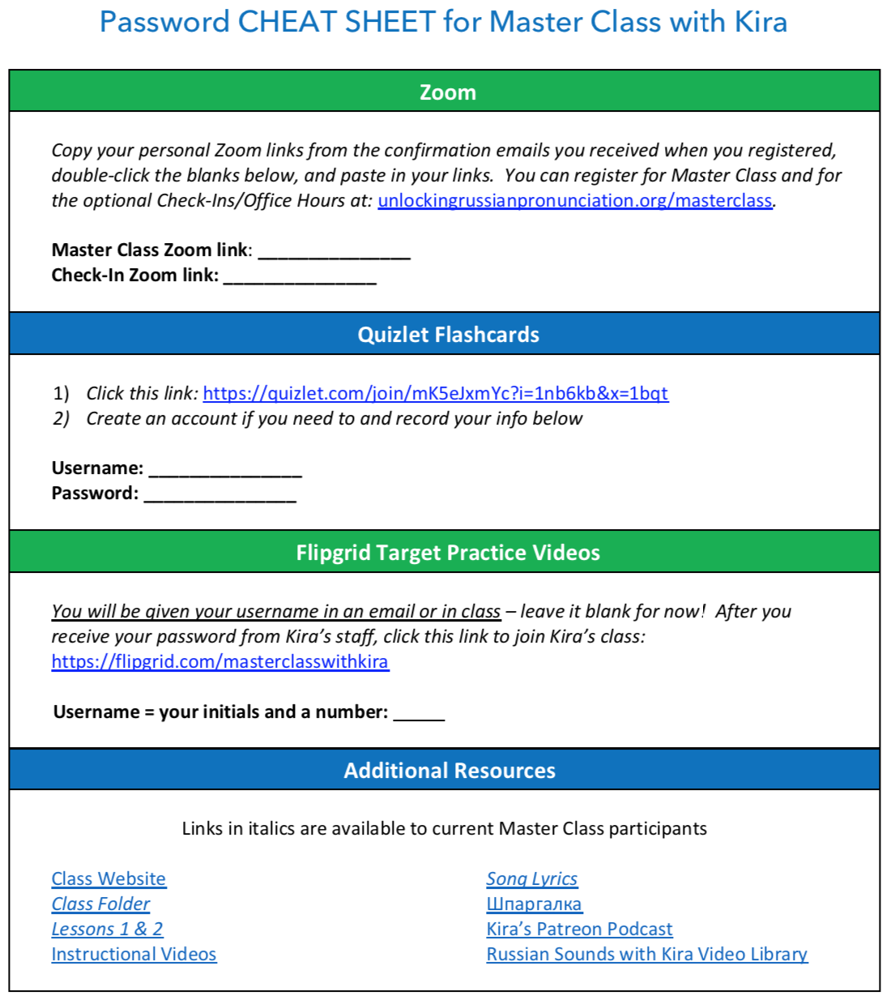 Password CHEAT SHEET for Master Class with Kira
Zoom
Copy your personal Zoom links from the confirmation emails you received when you registered,
double-click the blanks below, and paste in your links.  You can register for Master Class and for
the optional Check-Ins/Office Hours at: unlockingrussianpronunciation.org/masterclass.
Master Class Zoom link: _______________
Check-In Zoom link: _______________
Quizlet Flashcards
1) Click this link: https://quizlet.com/join/mK5eJxmYc?i=1nb6kb&x=1bqt
2) Create an account if you need to and record your info below
Username: _______________
Password: _______________
Flipgrid Target Practice Videos
You will be given your username in an email or in class – leave it blank for now!  After you
receive your password from Kira’s staff, click this link to join Kira’s class:
https://flipgrid.com/masterclasswithkira
Username = your initials and a number: _____
Additional Resources
Links in italics are available to current Master Class participants
Class Website
Class Folder
Lessons 1 & 2
Instructional Videos
Song Lyrics
Шпаргалка
Kira’s Patreon Podcast
Russian Sounds with Kira Video Library